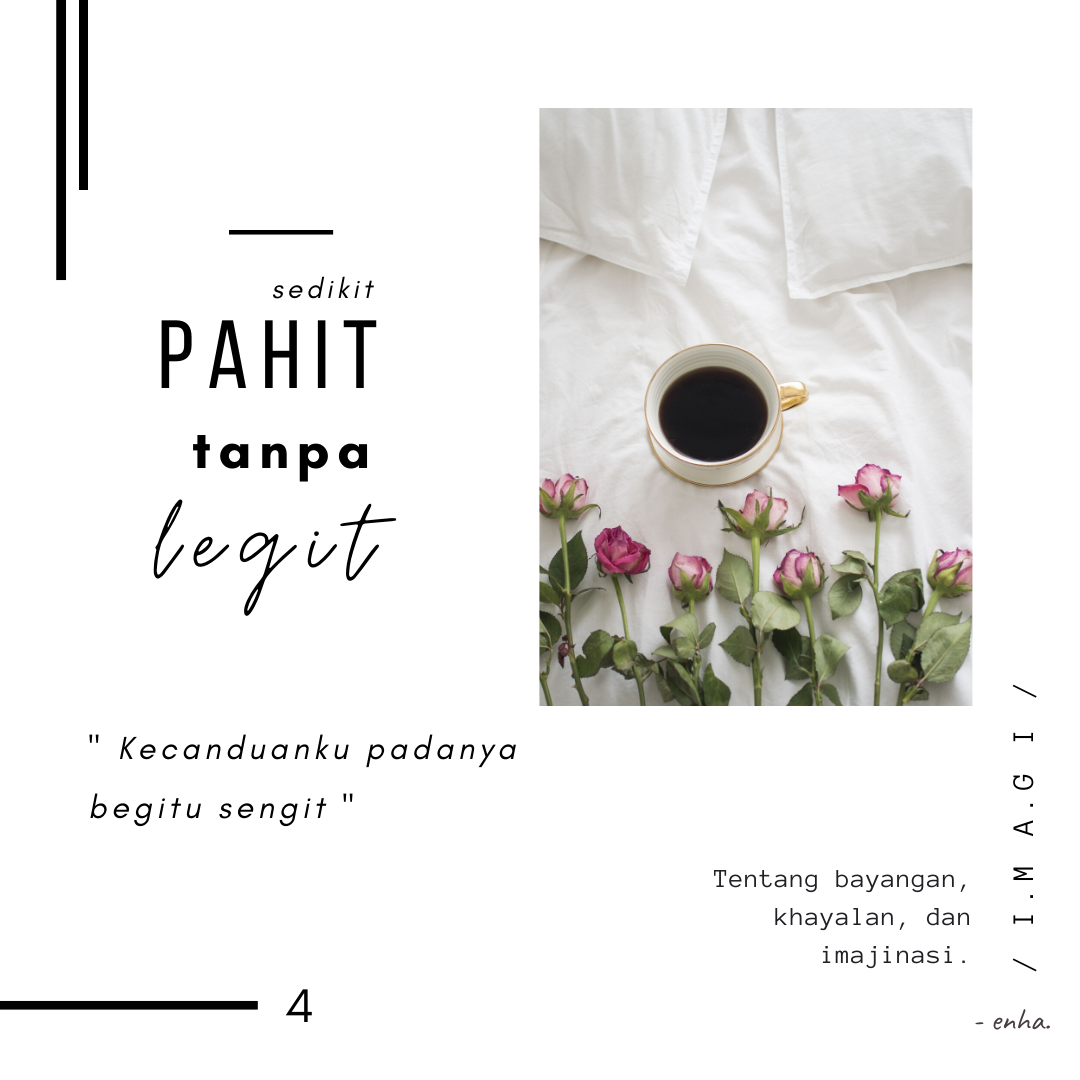 sedikit
PAHIT
tanpa
legit
" Kecanduanku padanya
begitu sengit "
Tentang bayangan,
khayalan, dan
imajinasi.
/ I.M A.G I /
4
- enha.